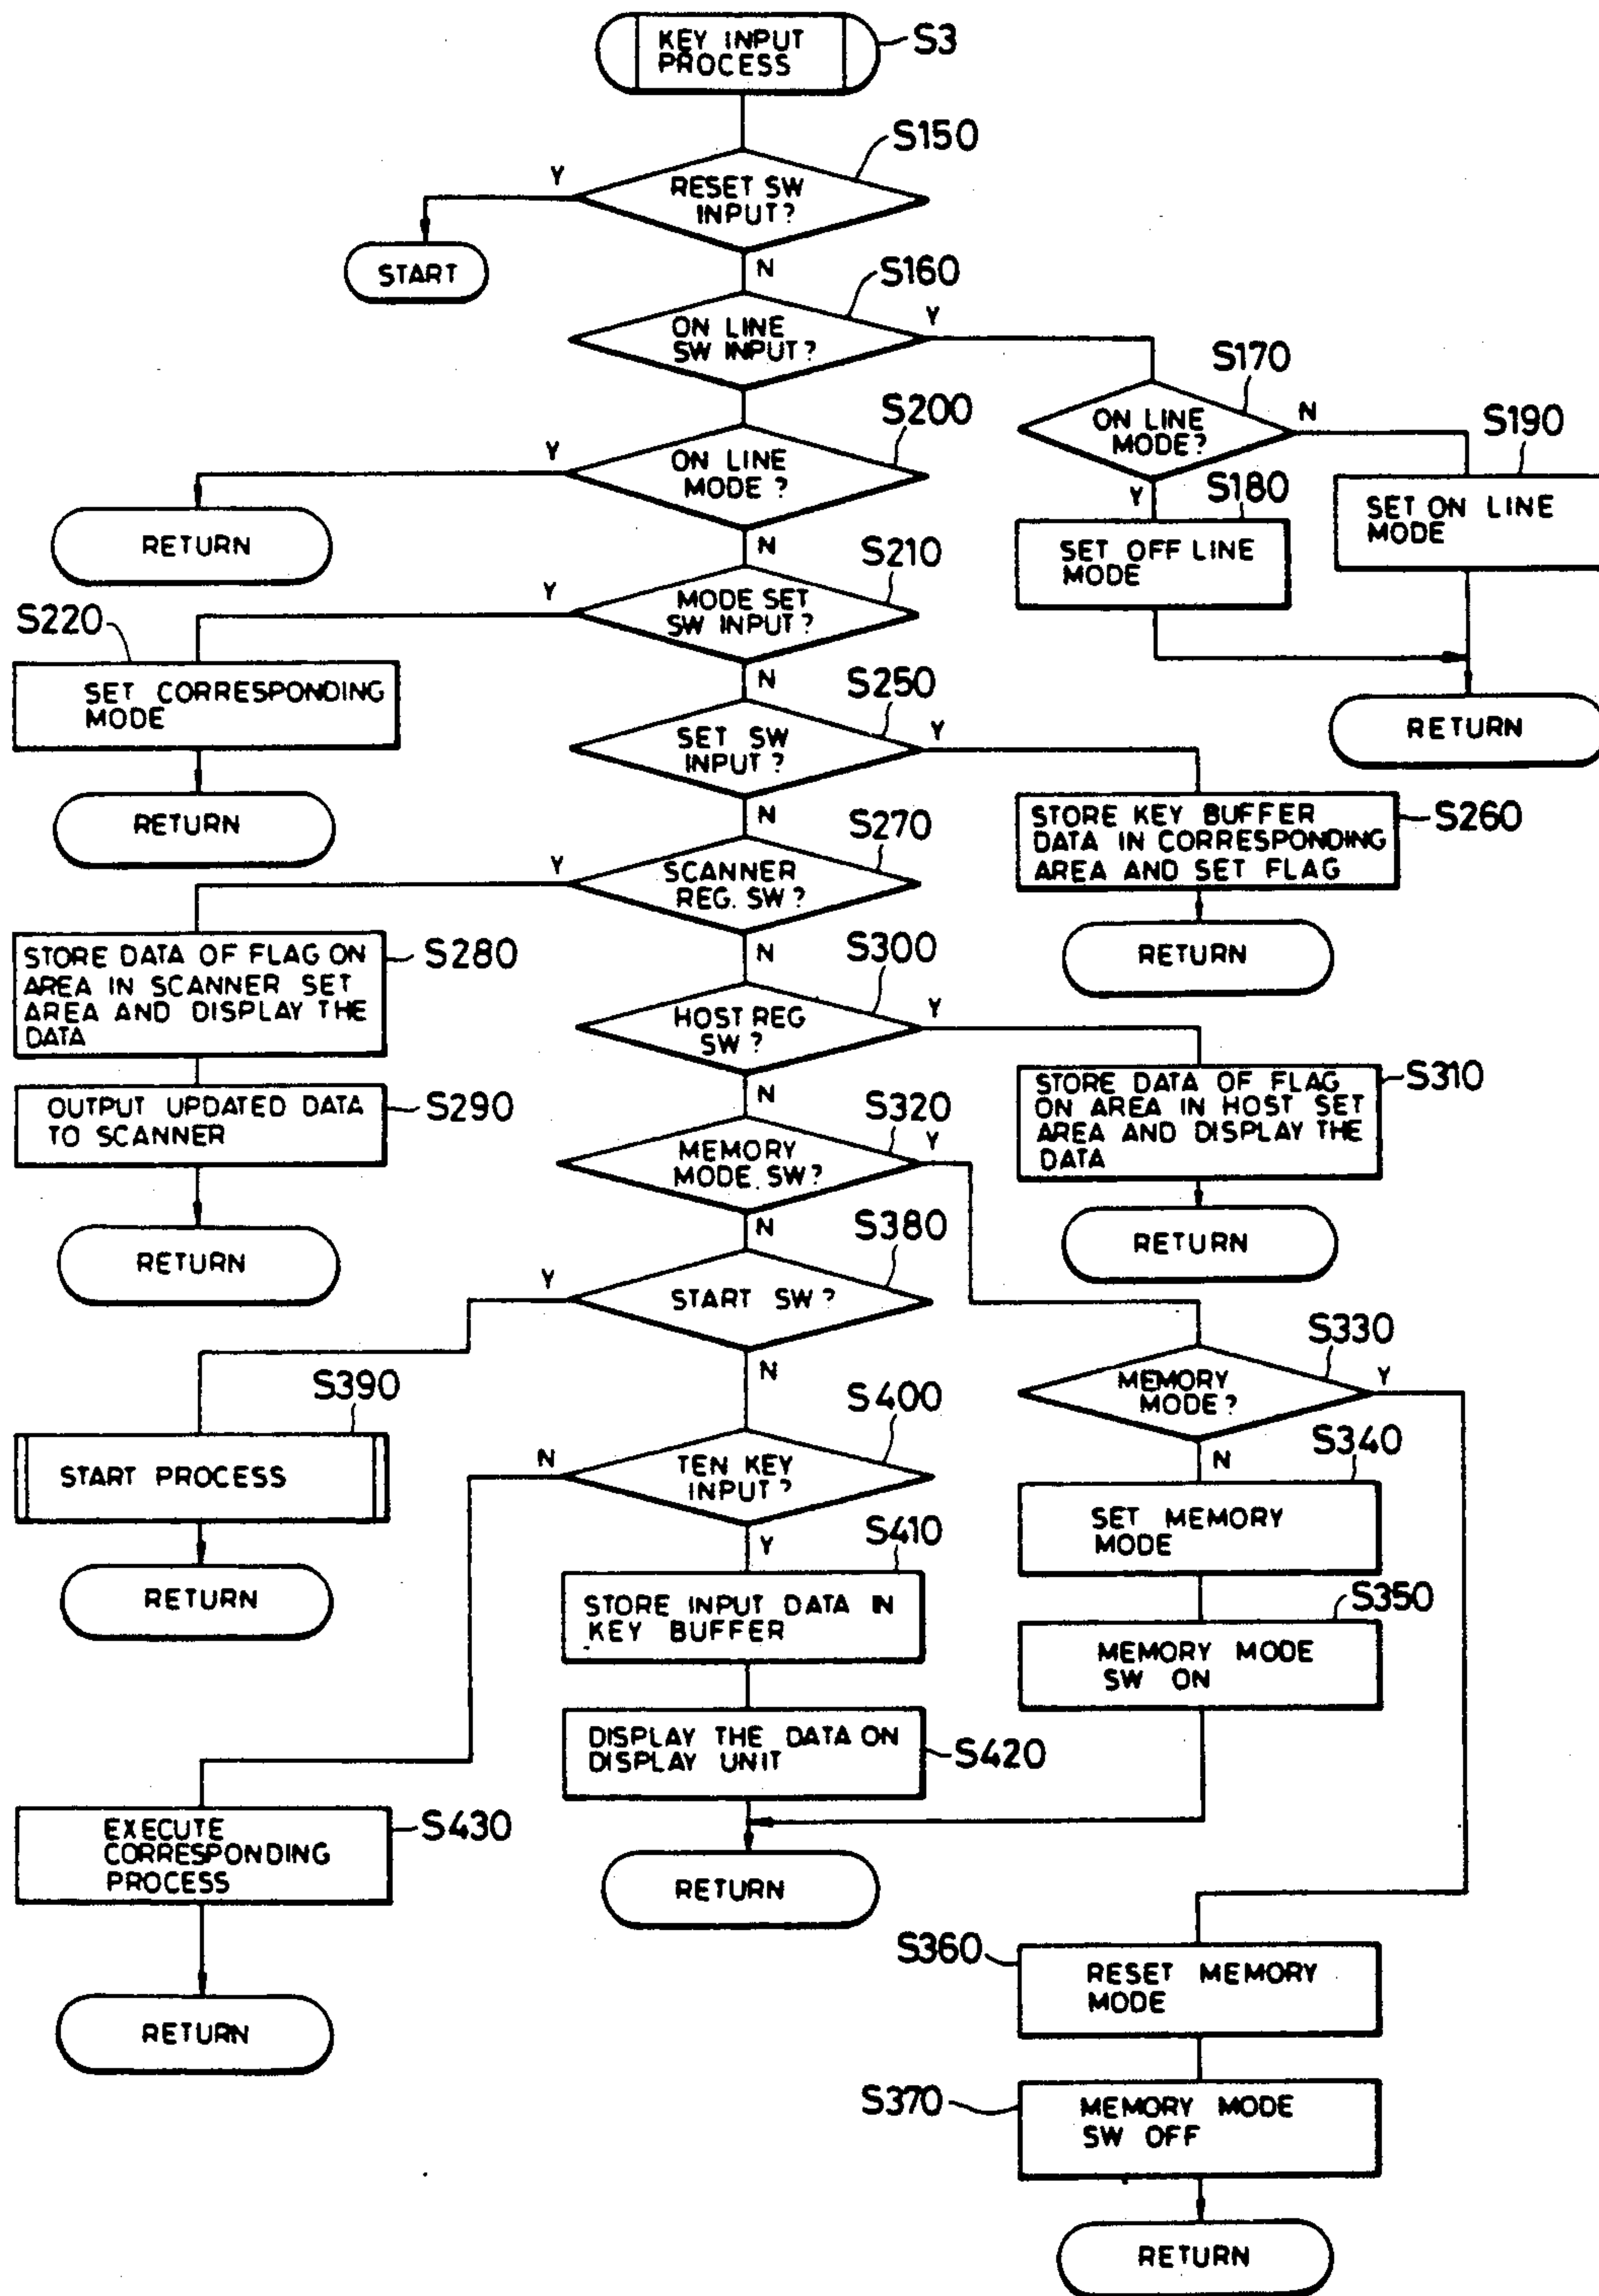 KEY INPUT
PROCESS
S3
S150
Y
RESET SW
INPUT?
START
N
S160
ON LINE
SW INPUT?
Y
S170
ON LINE
MODE?
N
S190
SET ON LINE
MODE
Y
S180
SET OFF LINE
MODE
RETURN
S200
Y
ON LINE
MODE?
RETURN
N
S210
Y
MODE SET
SW INPUT?
S220
SET CORRESPONDING
MODE
RETURN
N
S250
SET SW
INPUT?
Y
STORE KEY BUFFER
DATA IN CORRESPONDING
AREA AND SET FLAG
S260
RETURN
N
S270
Y
SCANNER
REG. SW?
STORE DATA OF FLAG ON
AREA IN SCANNER SET
AREA AND DISPLAY THE
DATA
S280
OUTPUT UPDATED DATA
TO SCANNER
S290
RETURN
N
S300
HOST REG
SW?
Y
STORE DATA OF FLAG
ON AREA IN HOST SET
AREA AND DISPLAY THE
DATA
S310
RETURN
N
S320
MEMORY
MODE. SW?
Y
N
S380
Y
START SW?
S390
START PROCESS
RETURN
N
S400
N
TEN KEY
INPUT?
Y
S410
STORE INPUT DATA IN
KEY BUFFER
DISPLAY THE DATA ON
DISPLAY UNIT
S420
RETURN
EXECUTE
CORRESPONDING
PROCESS
S430
RETURN
S330
MEMORY
MODE?
Y
N
S340
SET MEMORY
MODE
S350
MEMORY MODE
SW ON
S360
RESET MEMORY
MODE
S370
MEMORY MODE
SW OFF
RETURN